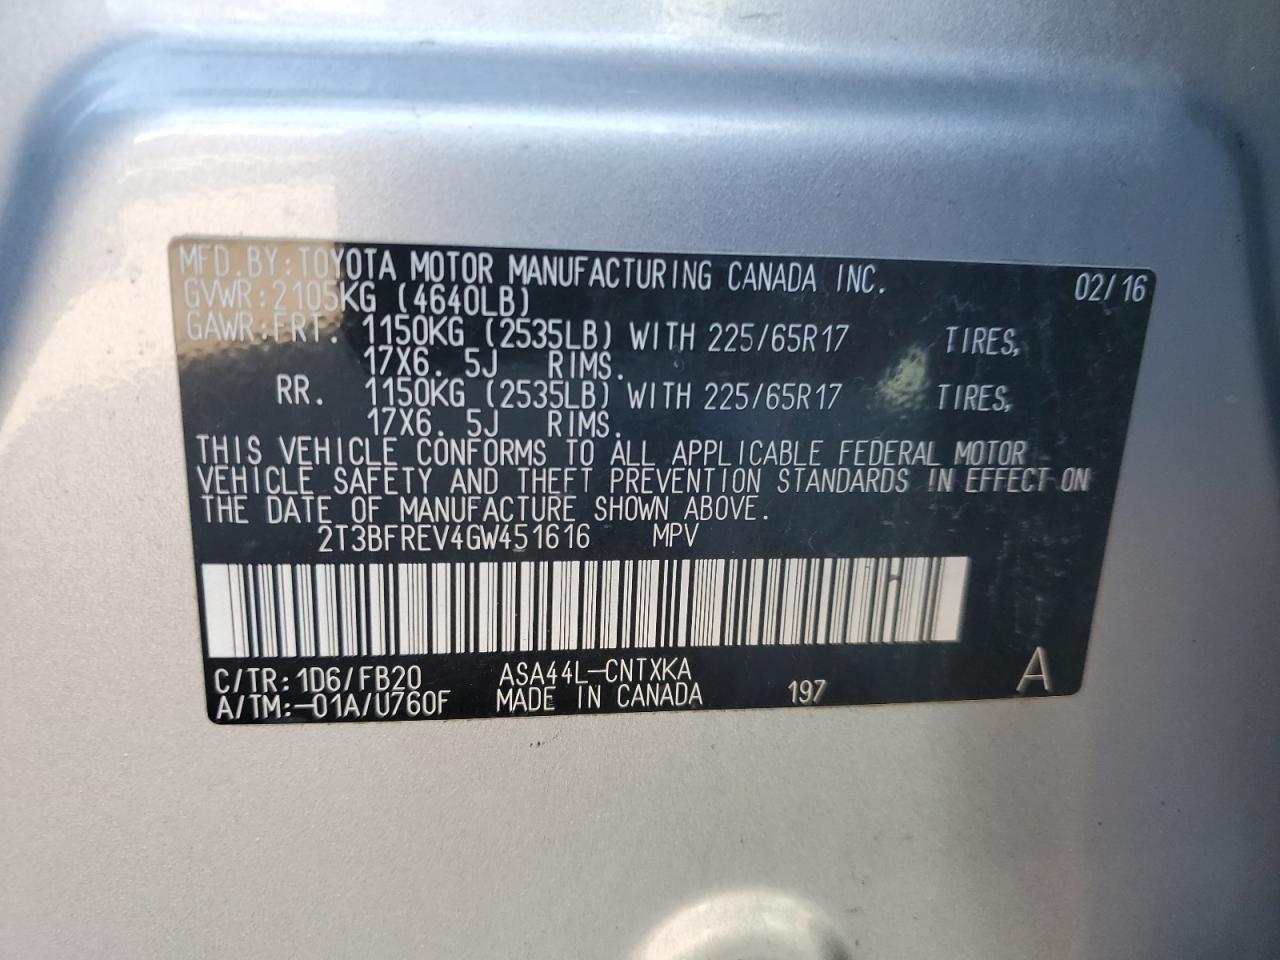 MFD.BY:TOYOTA MOTOR MANUFACTURING CANADA INC. 02/16
GVWR:2105KG (4640LB)
GAWR:FRT. 1150KG (2535LB) WITH 225/65R17 TIRES,
17X6. 5J RIMS.
RR. 1150KG (2535LB) WITH 225/65R17 TIRES,
17X6. 5J RIMS.
THIS VEHICLE CONFORMS TO ALL APPLICABLE FEDERAL MOTOR
VEHICLE SAFETY AND THEFT PREVENTION STANDARDS IN EFFECT ON
THE DATE OF MANUFACTURE SHOWN ABOVE.
2T3BFREV4GW451616 MPV
C/TR:1D6/FB20 ASA44L-CNTXKA A
A/TM:-01A/U760F MADE IN CANADA 197